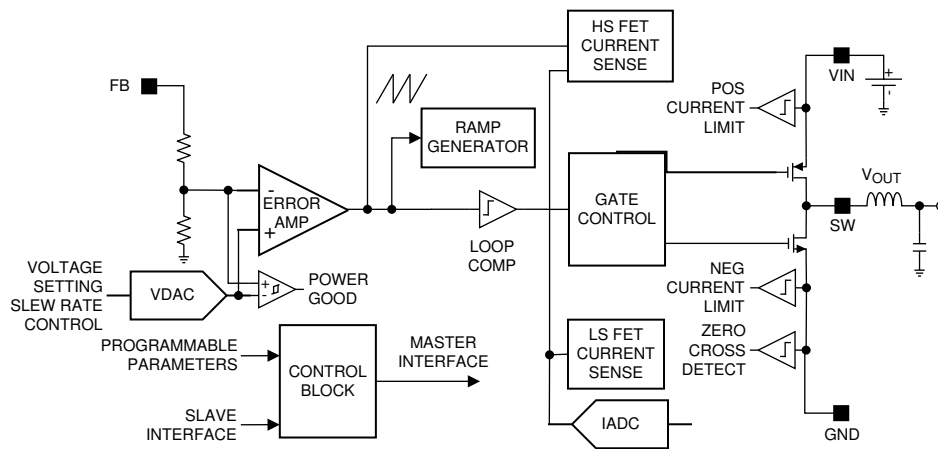 HS FET
CURRENT
SENSE
VIN
+
-
FB
POS
CURRENT
LIMIT
RAMP
GENERATOR
-
ERROR
AMP
+
GATE
CONTROL
VOUT
SW
LOOP
COMP
VOLTAGE
SETTING
SLEW RATE
CONTROL
VDAC
+
-
POWER
GOOD
NEG
CURRENT
LIMIT
PROGRAMMABLE
PARAMETERS
MASTER
INTERFACE
CONTROL
BLOCK
LS FET
CURRENT
SENSE
ZERO
CROSS
DETECT
SLAVE
INTERFACE
IADC
GND